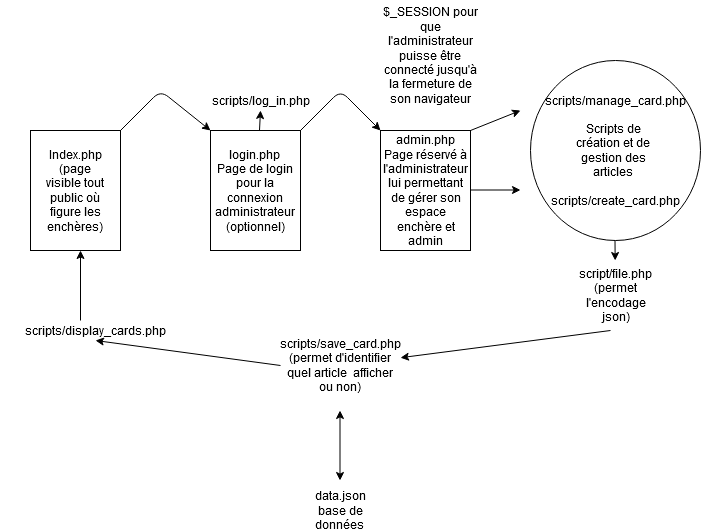 $_SESSION pour
que
l'administrateur
puisse être
connecté jusqu'à
la fermeture de
son navigateur
scripts/log_in.php
Index.php
(page
visible tout
public où
figure les
enchères)
login.php
Page de login
pour la
connexion
administrateur
(optionnel)
admin.php
Page réservé à
l'administrateur
lui permettant
de gérer son
espace
enchère et
admin
scripts/manage_card.php
Scripts de
création et de
gestion des
articles
scripts/create_card.php
script/file.php
(permet
l'encodage
json)
scripts/display_cards.php
scripts/save_card.php
(permet d'identifier
quel article  afficher
ou non)
data.json
base de
données